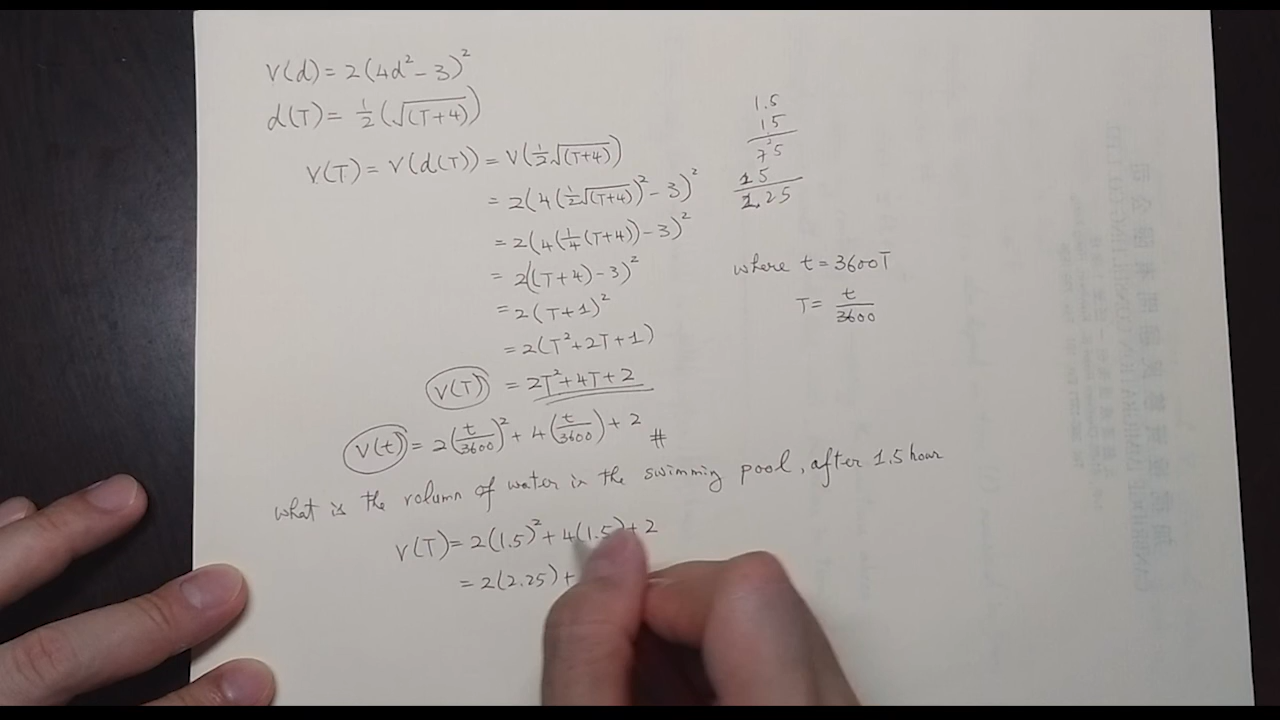 V(d) = 2(4d² - 3)²
d(T) = 1/2 (√(T+4))
V(T) = V(d(T)) = V(1/2 √(T+4))
= 2(4(1/2 √(T+4))² - 3)²
= 2(4(1/4 (T+4)) - 3)²
= 2((T+4) - 3)²
= 2(T+1)²
= 2(T²+2T+1)
V(T) = 2T²+4T+2
V(t) = 2(t/3600)² + 4(t/3600) + 2 #
1.5
15
75
15
2.25
where t = 3600T
T = t/3600
What is the volumn of water in the swimming pool, after 1.5 hour
V(T) = 2(1.5)² + 4(1.5) + 2
= 2(2.25) +